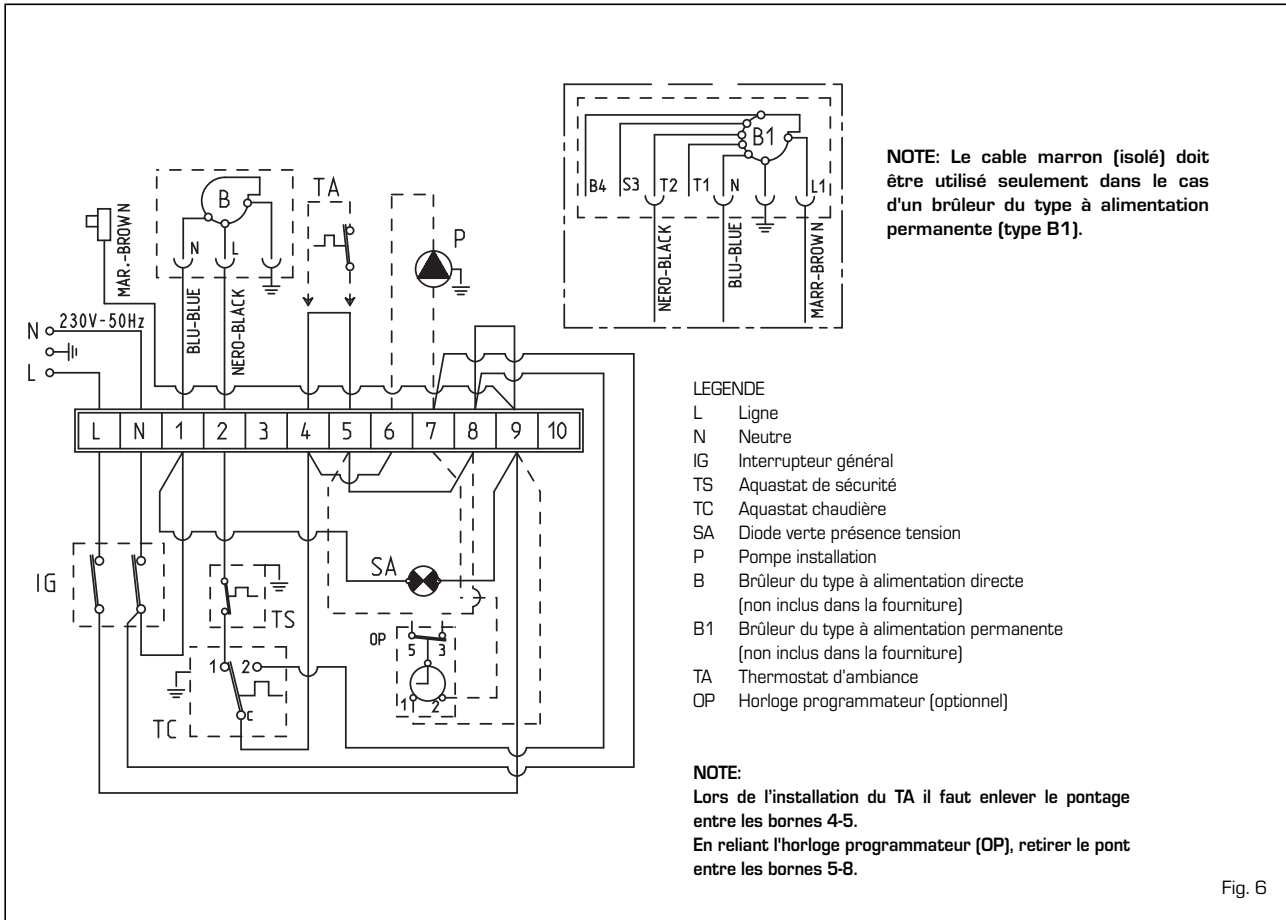 B1
B4 S3 T2 T1 N L1
NERO-BLACK
BLU-BLUE
MARR-BROWN
NOTE: Le cable marron (isolé) doit
être utilisé seulement dans le cas
d'un brûleur du type à alimentation
permanente (type B1).
B
TA
P
N L
MAR.-BROWN
BLU-BLUE
NERO-BLACK
N 230V-50Hz
L
L N 1 2 3 4 5 6 7 8 9 10
IG
TS
SA
OP
5 3
1 2
1 2
C
TC
LEGENDE
L Ligne
N Neutre
IG Interrupteur général
TS Aquastat de sécurité
TC Aquastat chaudière
SA Diode verte présence tension
P Pompe installation
B Brûleur du type à alimentation directe
(non inclus dans la fourniture)
B1 Brûleur du type à alimentation permanente
(non inclus dans la fourniture)
TA Thermostat d'ambiance
OP Horloge programmateur (optionnel)
NOTE:
Lors de l'installation du TA il faut enlever le pontage
entre les bornes 4-5.
En reliant l'horloge programmateur (OP), retirer le pont
entre les bornes 5-8.
Fig. 6